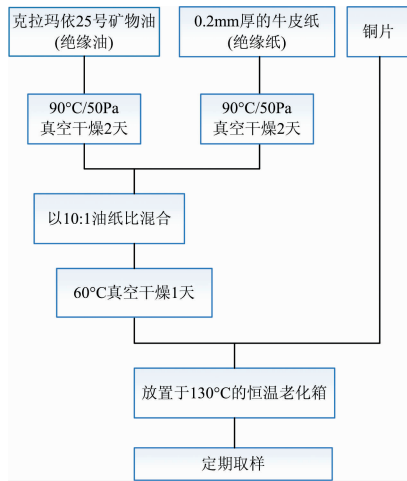 克拉玛依25号矿物油
(绝缘油)
0.2mm厚的牛皮纸
(绝缘纸)
铜片
90°C/50Pa
真空干燥2天
90°C/50Pa
真空干燥2天
以10:1油纸比混合
60°C真空干燥1天
放置于130°C的恒温老化箱
定期取样